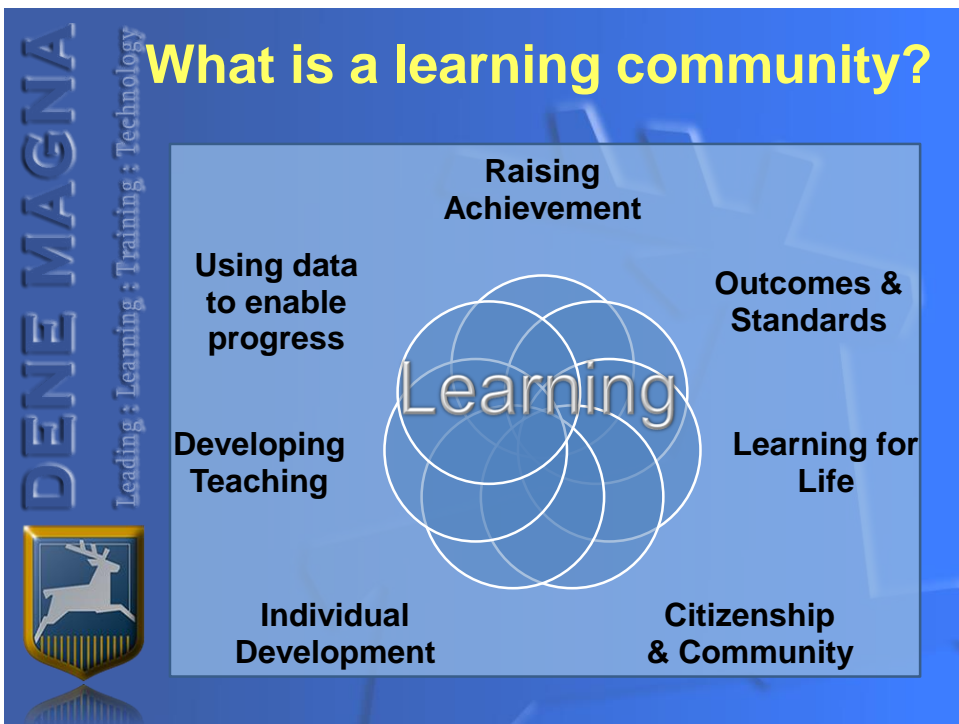 What is a learning community?
DENE MAGNA
Leading : Learning : Training : Technology
Raising
Achievement
Using data
to enable
progress
Outcomes &
Standards
Learning
Developing
Teaching
Learning for
Life
Individual
Development
Citizenship
& Community